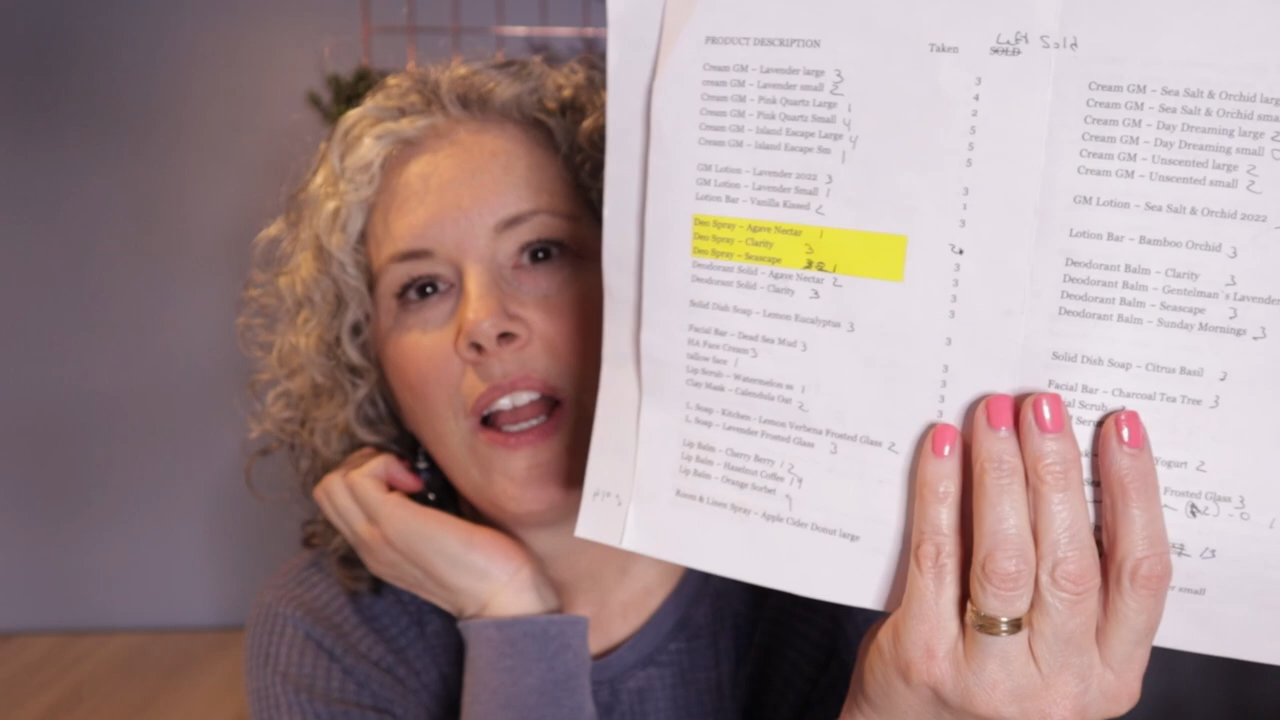 PRODUCT DESCRIPTION Taken Left Sold
Cream GM – Lavender large 3 3
cream GM – Lavender small 2 4
Cream GM – Pink Quartz Large 1 2
Cream GM – Pink Quartz Small 4 5
Cream GM – Island Escape Large 4 5
Cream GM – Island Escape Sm 1 5
GM Lotion – Lavender 2022 3 3
GM Lotion – Lavender Small 1 1
Lotion Bar – Vanilla Kissed 2 3
Deo Spray – Agave Nectar 1 2
Deo Spray – Clarity 3 3
Deo Spray – Seascape 1 3
Deodorant Solid – Agave Nectar 2 3
Deodorant Solid – Clarity 3 3
Solid Dish Soap – Lemon Eucalyptus 3 3
Facial Bar – Dead Sea Mud 3 3
HA Face Cream 3 3
tallow face 1 3
Lip Scrub – Watermelon ss 1 3
Clay Mask – Calendula Oat 2
L. Soap – Kitchen – Lemon Verbena Frosted Glass 2
L. Soap – Lavender Frosted Glass 3
Lip Balm – Cherry Berry 12
Lip Balm – Hazelnut Coffee 14
Lip Balm – Orange Sorbet 9
Room & Linen Spray – Apple Cider Donut large
Cream GM – Sea Salt & Orchid
Cream GM – Sea Salt & Orchid
Cream GM – Day Dreaming large 2
Cream GM – Day Dreaming small
Cream GM – Unscented large 2
Cream GM – Unscented small 2
GM Lotion – Sea Salt & Orchid 2022
Lotion Bar – Bamboo Orchid 3
Deodorant Balm – Clarity 3
Deodorant Balm – Gentelman's Lavender
Deodorant Balm – Seascape 3
Deodorant Balm – Sunday Mornings 3
Solid Dish Soap – Citrus Basil 3
Facial Bar – Charcoal Tea Tree 3
Scrub
Yogurt 2
Frosted Glass 3
small